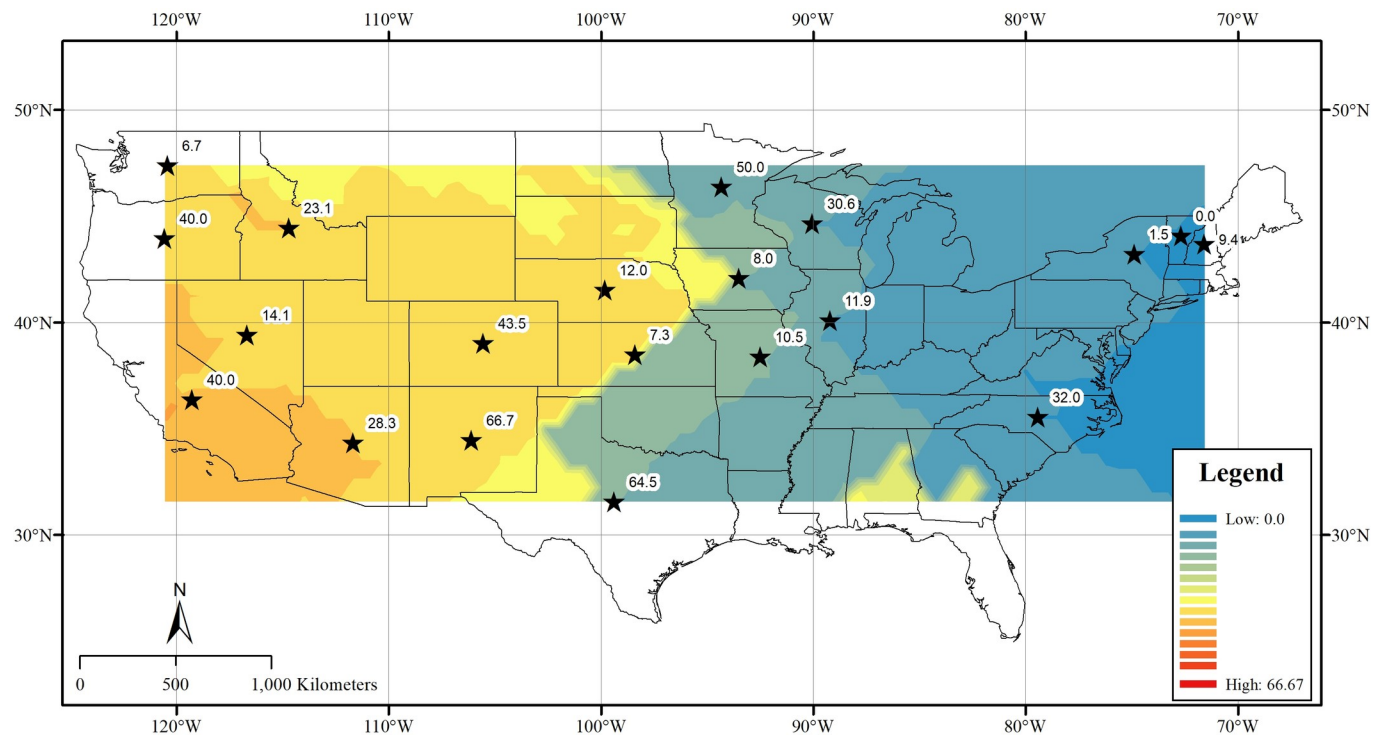 120°W 110°W 100°W 90°W 80°W 70°W
50°N 50°N
6.7
50.0
40.0
23.1
30.6
0.0
1.5
9.4
12.0
8.0
14.1
43.5
11.9
40°N 40°N
7.3
10.5
40.0
32.0
28.3
66.7
64.5
30°N 30°N
Legend
Low: 0.0
High: 66.67
N
0 500 1,000 Kilometers
120°W 110°W 100°W 90°W 80°W 70°W